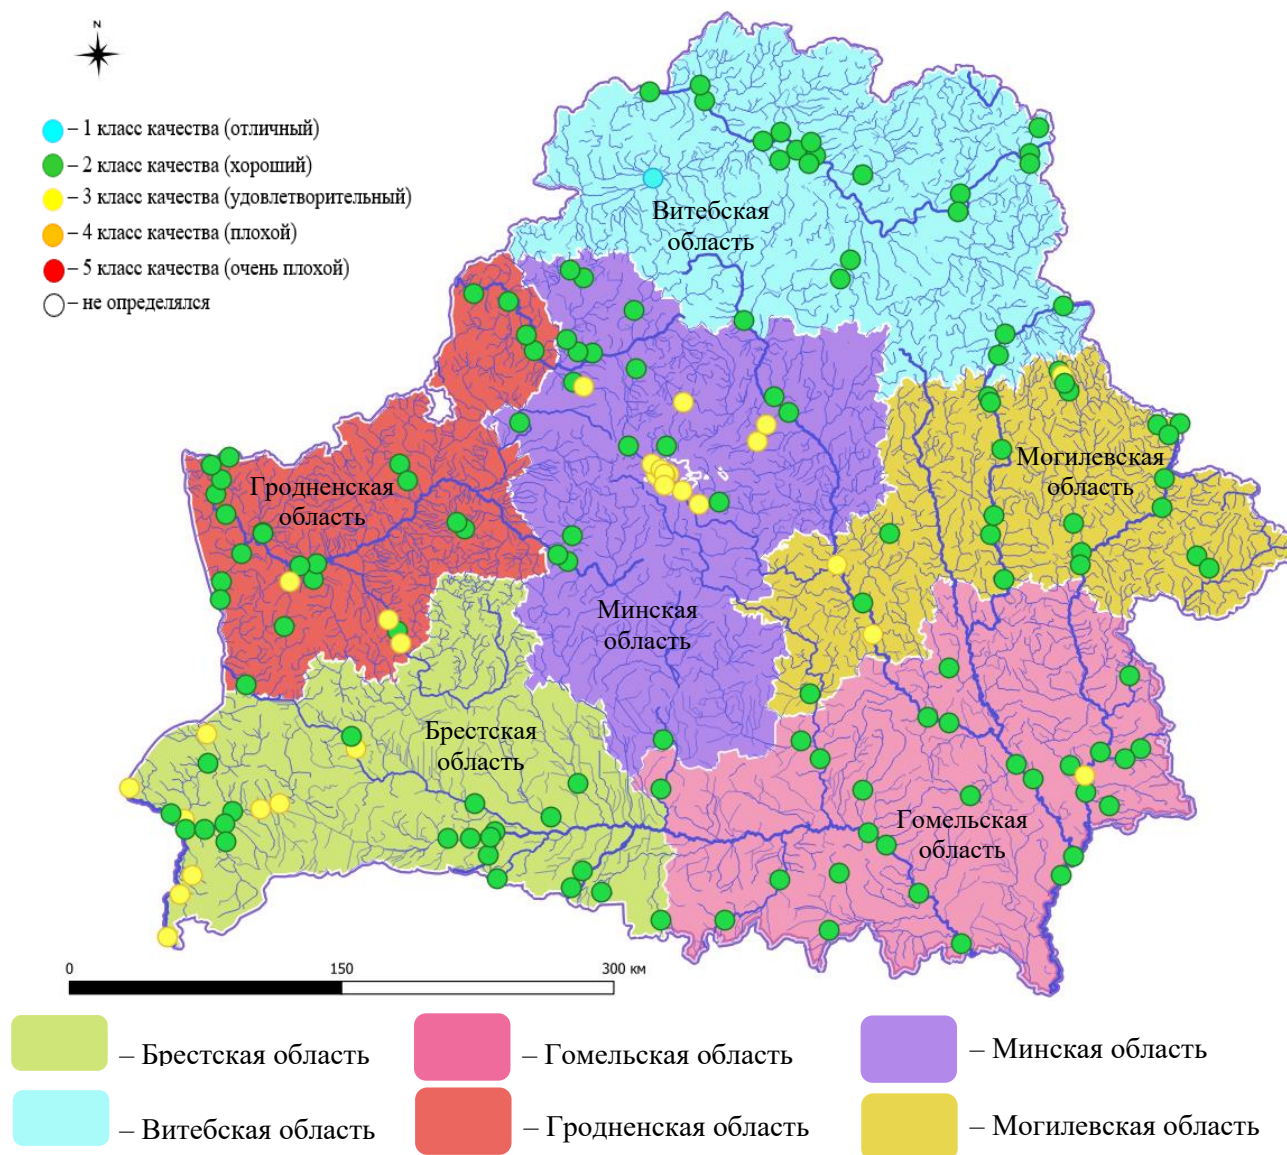 N
– 1 класс качества (отличный)
– 2 класс качества (хороший)
– 3 класс качества (удовлетворительный)
– 4 класс качества (плохой)
– 5 класс качества (очень плохой)
– не определялся
Витебская
область
Могилевская
область
Гродненская
область
Минская
область
Брестская
область
Гомельская
область
0 150 300 км
– Брестская область
– Гомельская область
– Минская область
– Витебская область
– Гродненская область
– Могилевская область